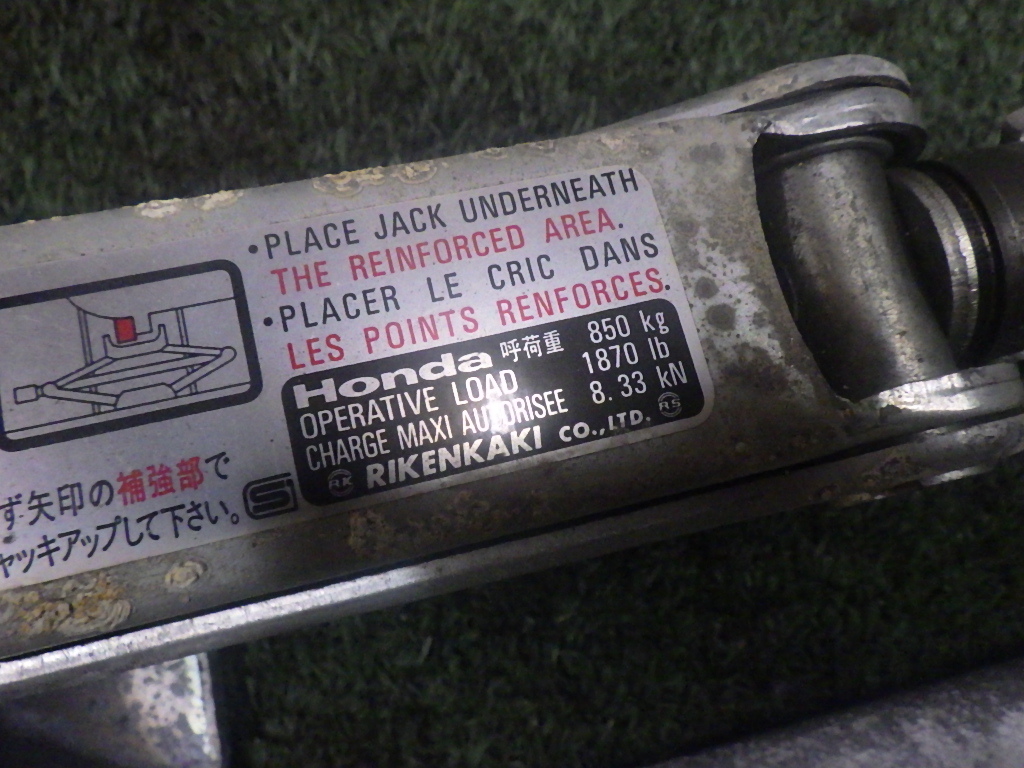 •PLACE JACK UNDERNEATH
THE REINFORCED AREA.
•PLACER LE CRIC DANS
LES POINTS RENFORCES.
Honda 呼荷重 850 kg
OPERATIVE LOAD 1870 lb
CHARGE MAXI AUTORISEE 8.33 kN
RK RIKENKAKI CO.,LTD. RS
ず矢印の補強部で
ャッキアップして下さい。